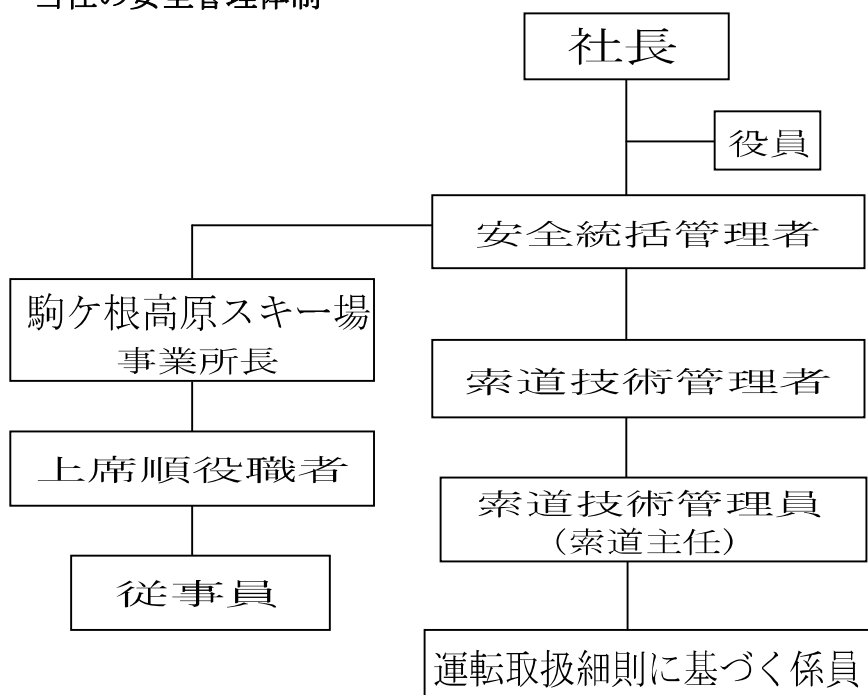 当社の安全管理体制
社長
役員
安全統括管理者
駒ケ根高原スキー場
事業所長
索道技術管理者
上席順役職者
索道技術管理員
(索道主任)
従事員
運転取扱細則に基づく係員